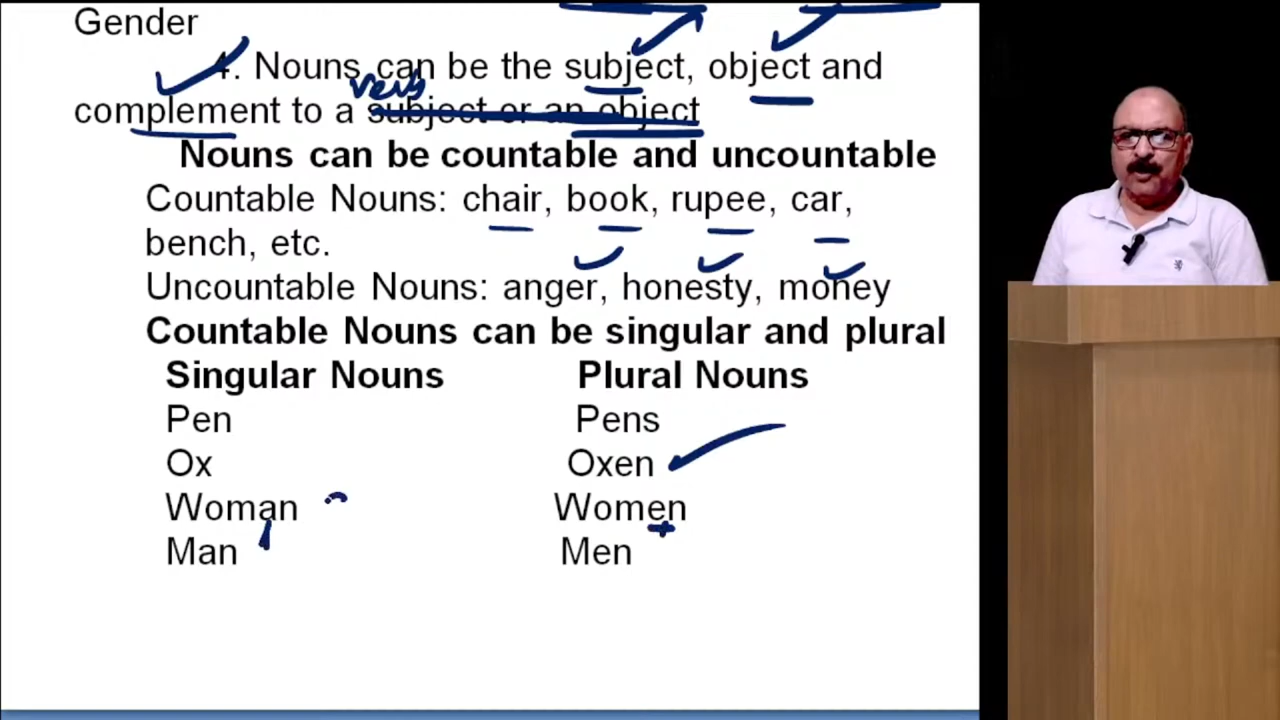 Gender
4. Nouns can be the subject, object and
verb
complement to a subject or an object
Nouns can be countable and uncountable
Countable Nouns: chair, book, rupee, car,
bench, etc.
Uncountable Nouns: anger, honesty, money
Countable Nouns can be singular and plural
Singular Nouns Plural Nouns
Pen Pens
Ox Oxen
Woman Women
Man Men